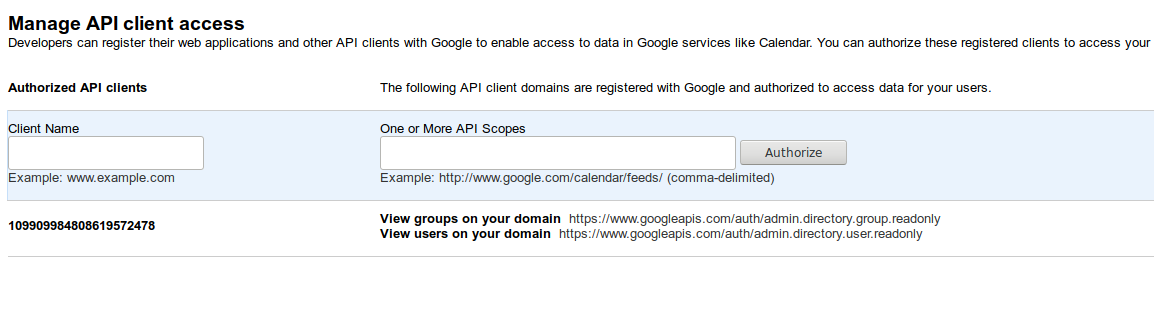 Manage API client access
Developers can register their web applications and other API clients with Google to enable access to data in Google services like Calendar. You can authorize these registered clients to access your
Authorized API clients
The following API client domains are registered with Google and authorized to access data for your users.
Client Name
One or More API Scopes
Authorize
Example: www.example.com
Example: http://www.google.com/calendar/feeds/ (comma-delimited)
109909984808619572478
View groups on your domain https://www.googleapis.com/auth/admin.directory.group.readonly
View users on your domain https://www.googleapis.com/auth/admin.directory.user.readonly